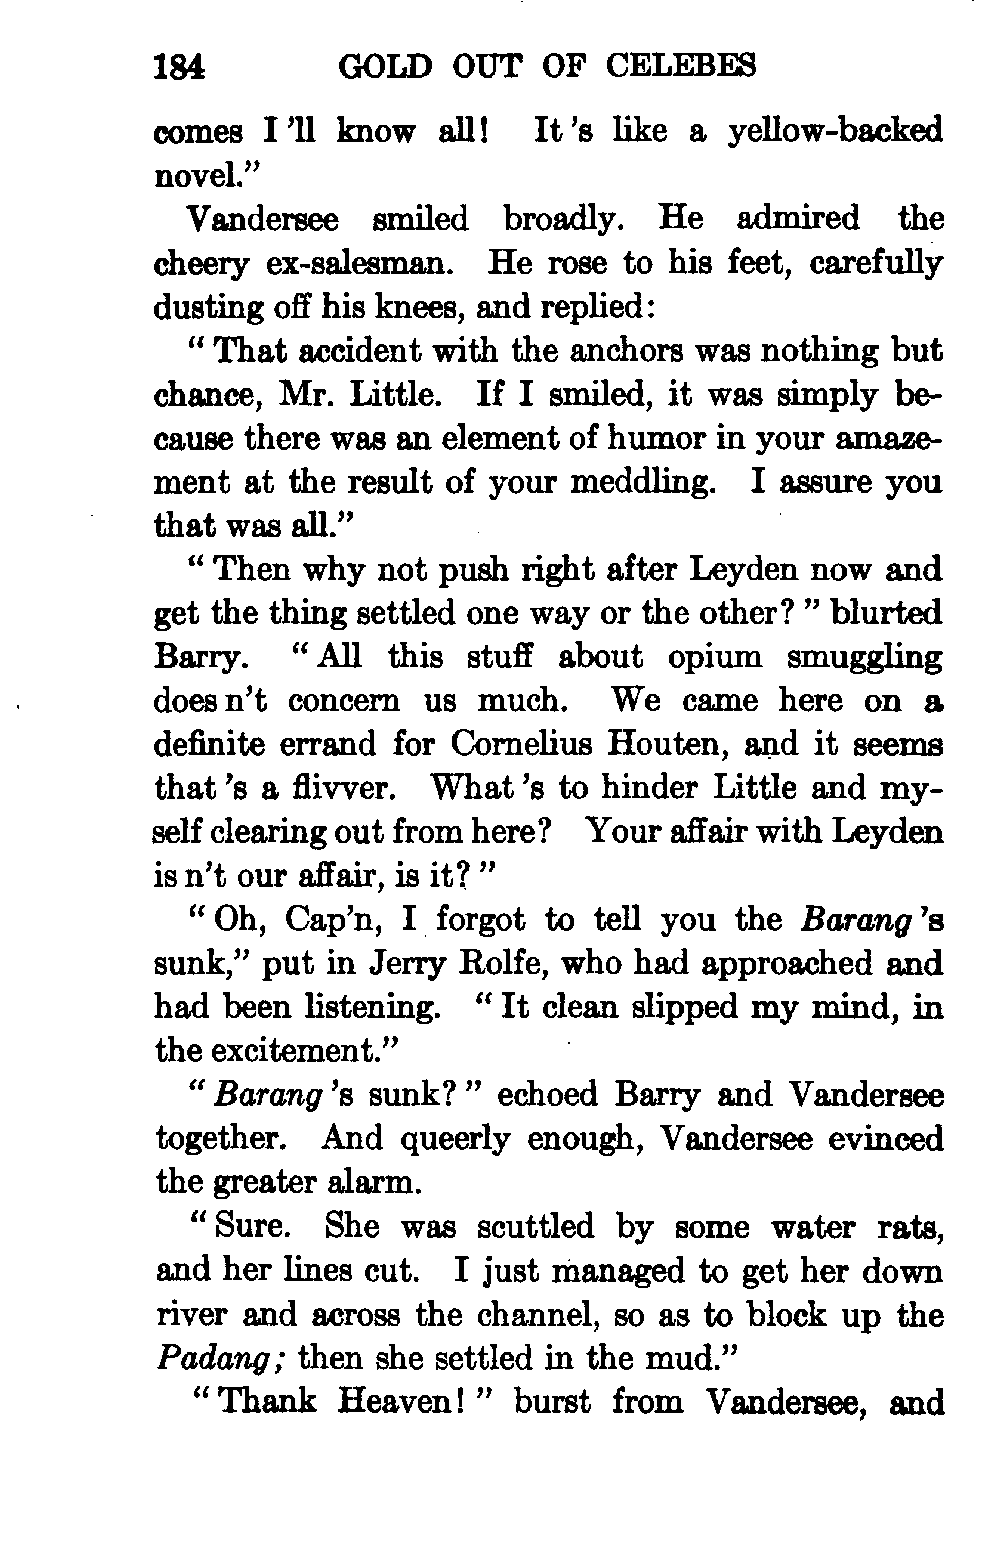 184 GOLD OUT OF CELEBES
comes I'll know all! It's like a yellow-backed
novel."
Vandersee smiled broadly. He admired the
cheery ex-salesman. He rose to his feet, carefully
dusting off his knees, and replied:
"That accident with the anchors was nothing but
chance, Mr. Little. If I smiled, it was simply be-
cause there was an element of humor in your amaze-
ment at the result of your meddling. I assure you
that was all."
"Then why not push right after Leyden now and
get the thing settled one way or the other?" blurted
Barry. "All this stuff about opium smuggling
doesn't concern us much. We came here on a
definite errand for Cornelius Houten, and it seems
that's a flivver. What's to hinder Little and my-
self clearing out from here? Your affair with Leyden
isn't our affair, is it?"
"Oh, Cap'n, I forgot to tell you the Barang's
sunk," put in Jerry Rolfe, who had approached and
had been listening. "It clean slipped my mind, in
the excitement."
"Barang's sunk?" echoed Barry and Vandersee
together. And queerly enough, Vandersee evinced
the greater alarm.
"Sure. She was scuttled by some water rats,
and her lines cut. I just managed to get her down
river and across the channel, so as to block up the
Padang; then she settled in the mud."
"Thank Heaven!" burst from Vandersee, and